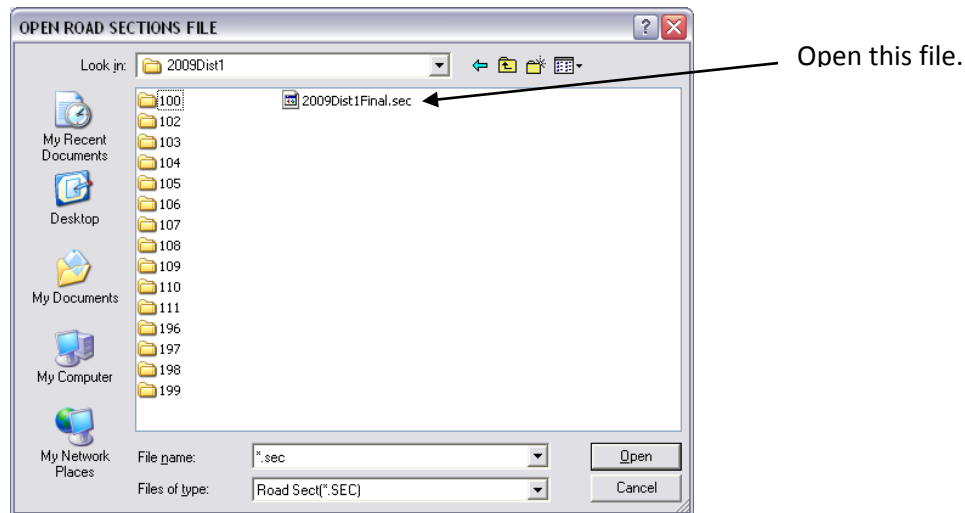 OPEN ROAD SECTIONS FILE
Look in: 2009Dist1
Open this file.
My Recent Documents
Desktop
My Documents
My Computer
My Network Places
100
102
103
104
105
106
107
108
109
110
111
196
197
198
199
2009Dist1Final.sec
File name: *.sec Open
Files of type: Road Sect(*.SEC) Cancel